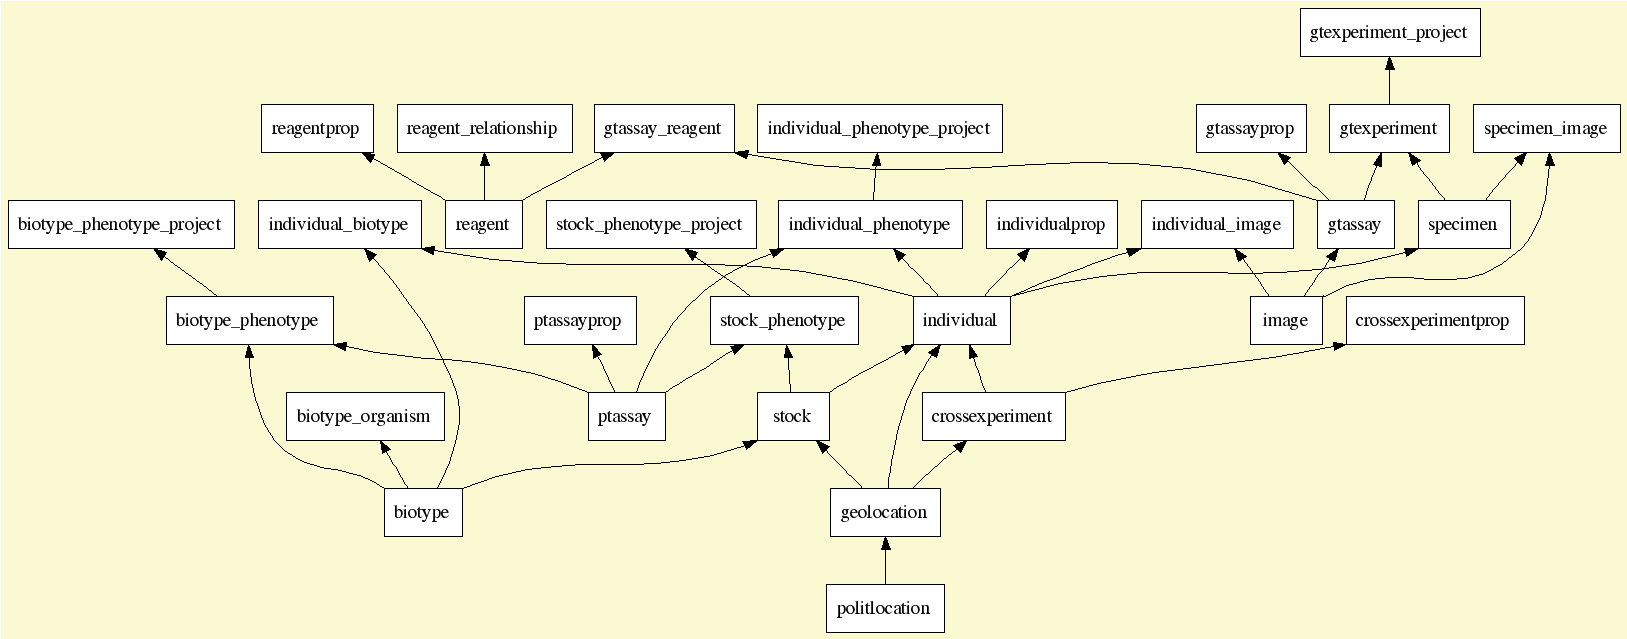 gtexperiment_project
reagentprop
reagent_relationship
gtassay_reagent
individual_phenotype_project
gtassayprop
gtexperiment
specimen_image
biotype_phenotype_project
individual_biotype
reagent
stock_phenotype_project
individual_phenotype
individualprop
individual_image
gtassay
specimen
biotype_phenotype
ptassayprop
stock_phenotype
individual
image
crossexperimentprop
biotype_organism
ptassay
stock
crossexperiment
biotype
geolocation
politlocation